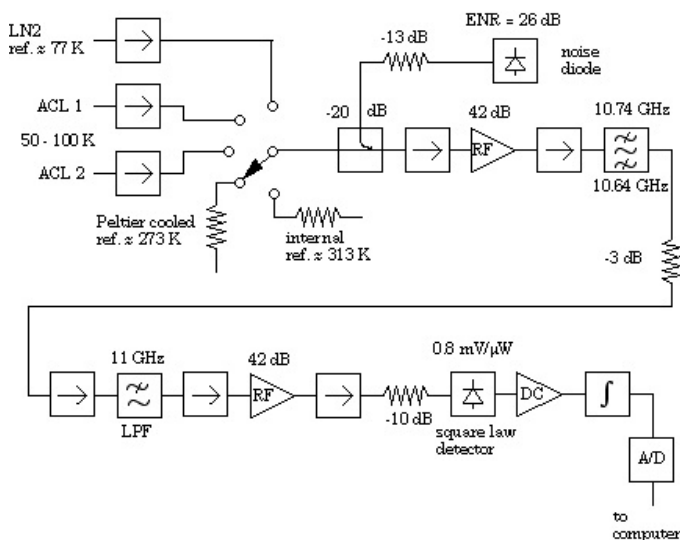 LN2
ref. ≈ 77 K
ACL 1
50 - 100 K
ACL 2
Peltier cooled
ref. ≈ 273 K
internal
ref. ≈ 313 K
-13 dB
ENR = 26 dB
noise
diode
-20 dB
42 dB
RF
10.74 GHz
10.64 GHz
-3 dB
11 GHz
LPF
42 dB
RF
-10 dB
0.8 mV/μW
square law
detector
DC
∫
A/D
to
computer